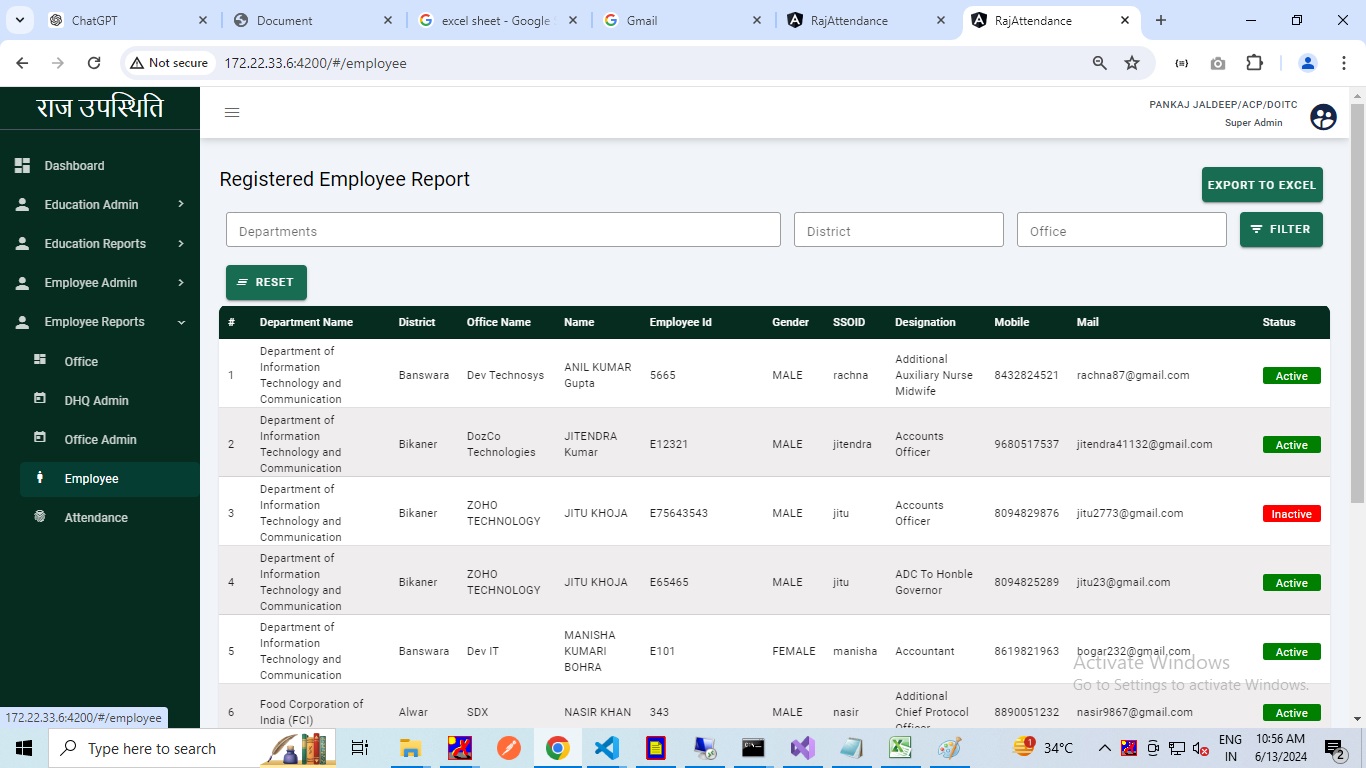 ChatGPT
Document
excel sheet - Google
Gmail
RajAttendance
RajAttendance
Not secure
172.22.33.6:4200/#/employee
राज उपस्थिति
PANKAJ JALDEEP/ACP/DOITC
Super Admin
Dashboard
Education Admin
Education Reports
Employee Admin
Employee Reports
Office
DHQ Admin
Office Admin
Employee
Attendance
Registered Employee Report
EXPORT TO EXCEL
Departments
District
Office
FILTER
RESET
# Department Name District Office Name Name Employee Id Gender SSOID Designation Mobile Mail Status
1
Department of
Information
Technology and
Communication
Banswara
Dev Technosys
ANIL KUMAR
Gupta
5665
MALE
rachna
Additional
Auxiliary Nurse
Midwife
8432824521
rachna87@gmail.com
Active
2
Department of
Information
Technology and
Communication
Bikaner
DozCo
Technologies
JITENDRA
Kumar
E12321
MALE
jitendra
Accounts
Officer
9680517537
jitendra41132@gmail.com
Active
3
Department of
Information
Technology and
Communication
Bikaner
ZOHO
TECHNOLOGY
JITU KHOJA
E75643543
MALE
jitu
Accounts
Officer
8094829876
jitu2773@gmail.com
Inactive
4
Department of
Information
Technology and
Communication
Bikaner
ZOHO
TECHNOLOGY
JITU KHOJA
E65465
MALE
jitu
ADC To Honble
Governor
8094825289
jitu23@gmail.com
Active
5
Department of
Information
Technology and
Communication
Banswara
Dev IT
MANISHA
KUMARI
BOHRA
E101
FEMALE
manisha
Accountant
8619821963
bogar232@gmail.com
Active
6
Food Corporation of
India (FCI)
Alwar
SDX
NASIR KHAN
343
MALE
nasir
Additional
Chief Protocol
Officer
8890051232
nasir9867@gmail.com
Active
Activate Windows
Go to Settings to activate Windows.
172.22.33.6:4200/#/employee
Type here to search
1
34°C
ENG
IN
10:56 AM
6/13/2024
2